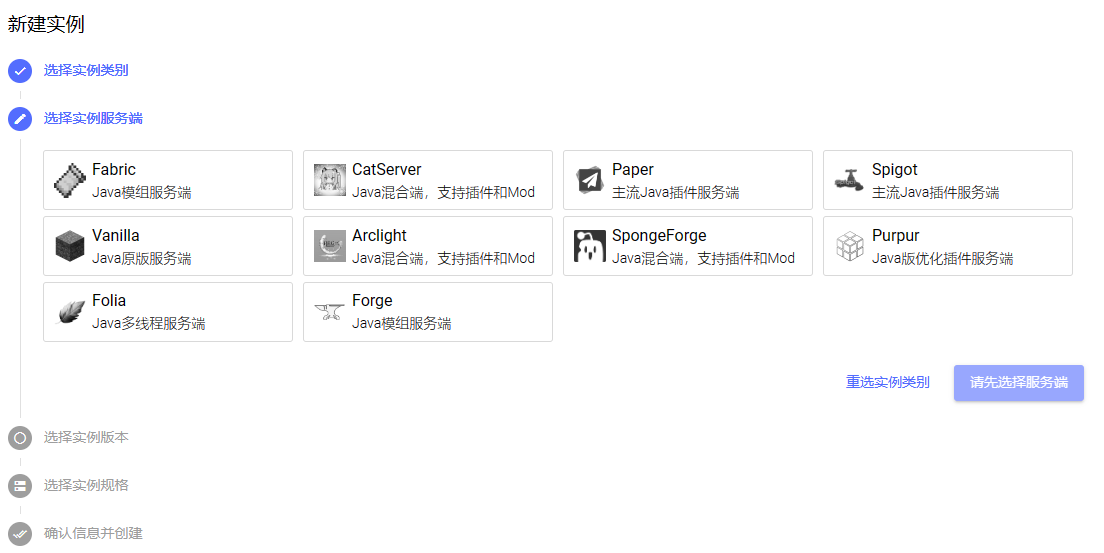 新建实例
选择实例类别
选择实例服务端
Fabric
Java模组服务端
CatServer
Java混合端，支持插件和Mod
Paper
主流Java插件服务端
Spigot
主流Java插件服务端
Vanilla
Java原版服务端
Arclight
Java混合端，支持插件和Mod
SpongeForge
Java混合端，支持插件和Mod
Purpur
Java版优化插件服务端
Folia
Java多线程服务端
Forge
Java模组服务端
重选实例类别
请先选择服务端
选择实例版本
选择实例规格
确认信息并创建